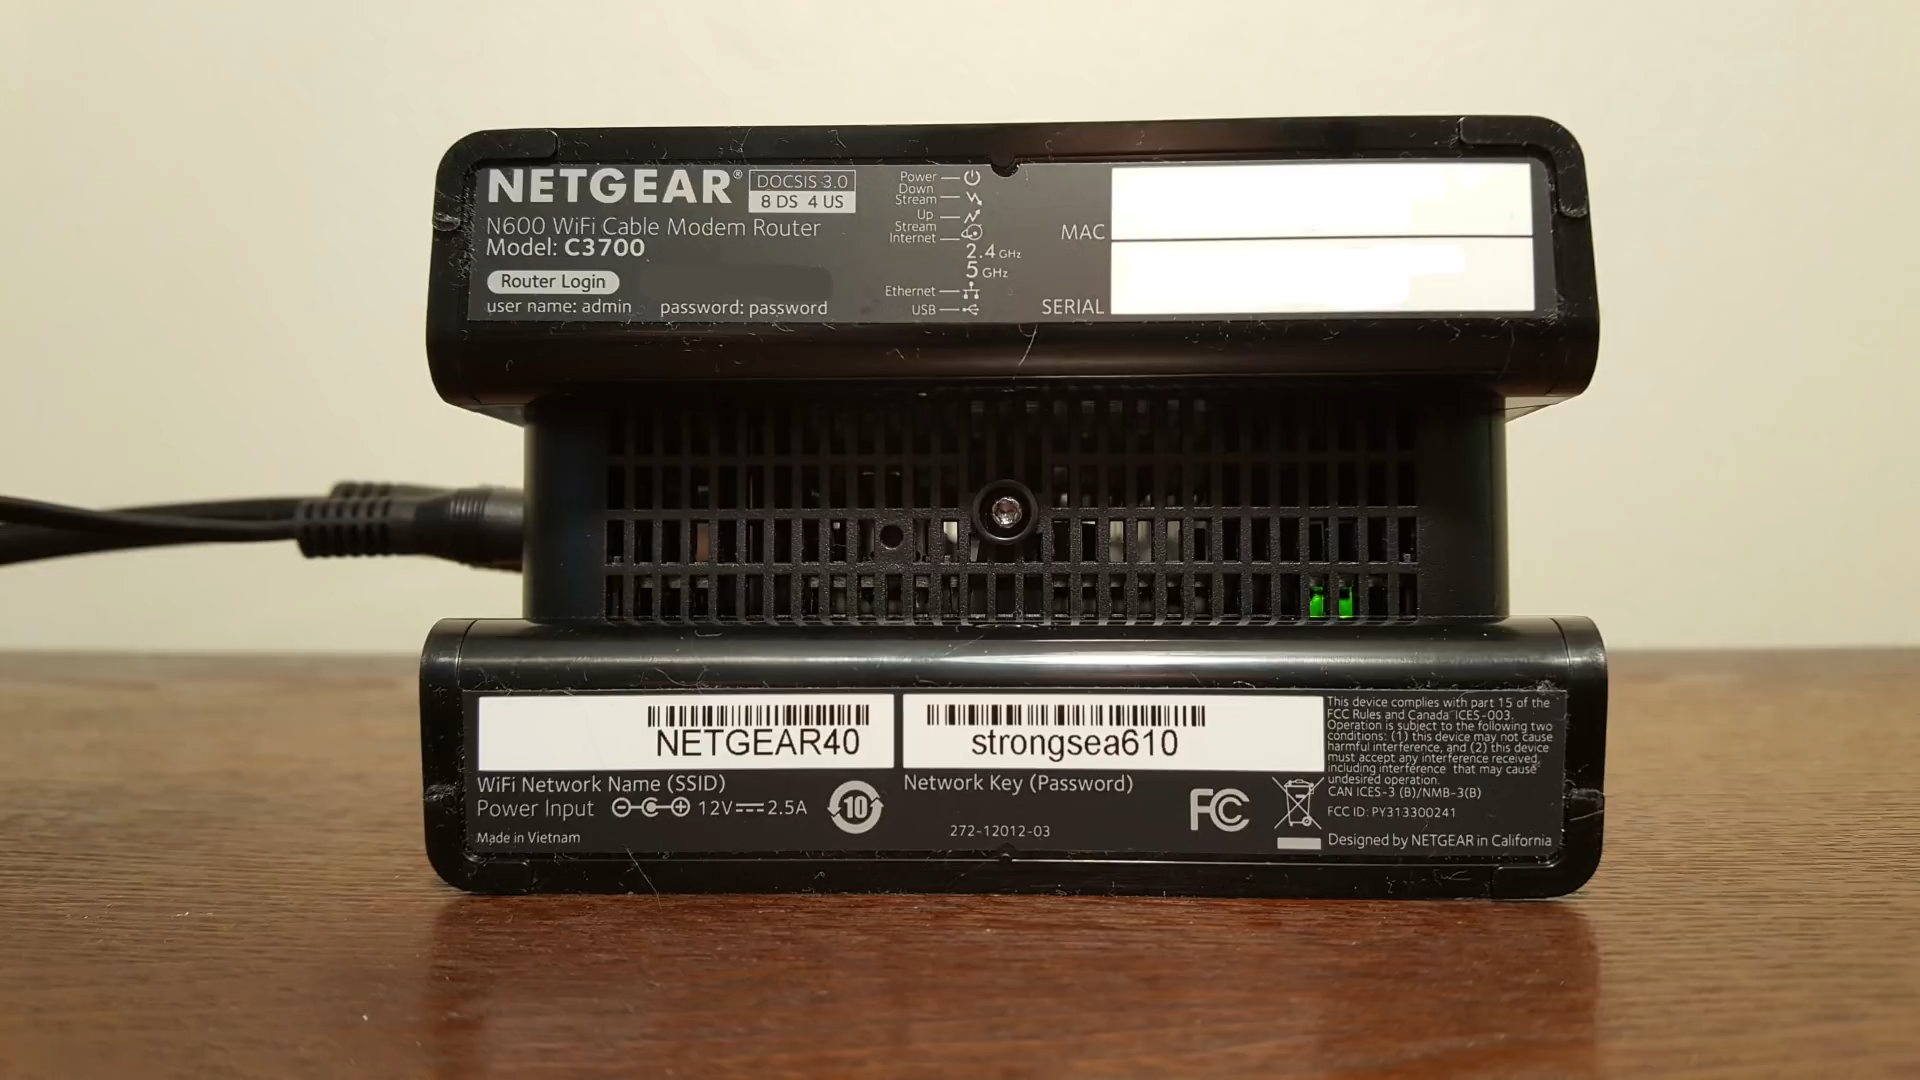 NETGEAR®
DOCSIS 3.0
8 DS 4 US
N600 WiFi Cable Modem Router
Model: C3700
Router Login
user name: admin password: password
Power
Down
Stream
Up
Stream
Internet
2.4 GHz
5 GHz
Ethernet
USB
MAC
SERIAL
NETGEAR40
WiFi Network Name (SSID)
Power Input 12V 2.5A
10
Made in Vietnam
strongsea610
Network Key (Password)
272-12012-03
FC
This device complies with part 15 of the
FCC Rules and Canada ICES-003.
Operation is subject to the following two
conditions: (1) this device may not cause
harmful interference, and (2) this device
must accept any interference received,
including interference that may cause
undesired operation.
CAN ICES-3 (B)/NMB-3(B)
FCC ID: PY313300241
Designed by NETGEAR in California